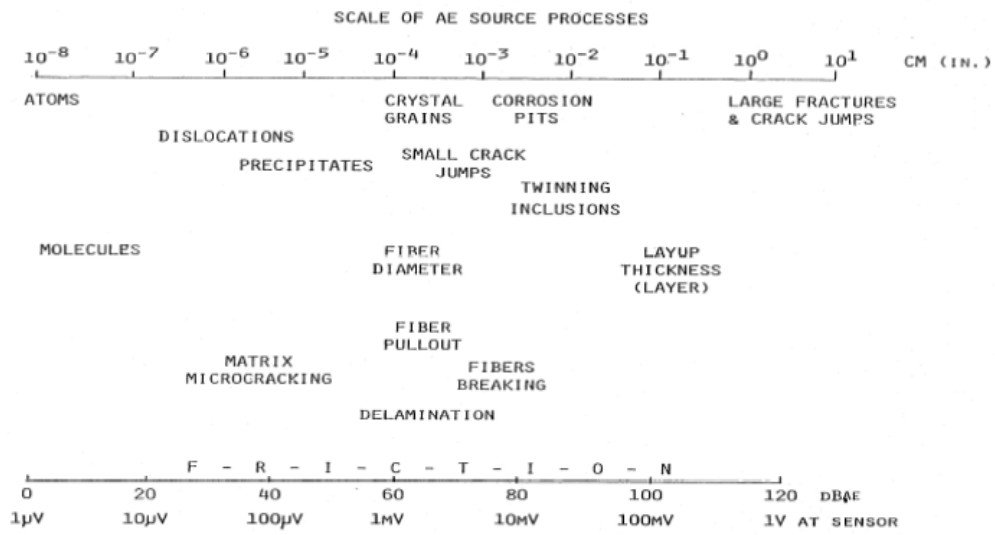 SCALE OF AE SOURCE PROCESSES
10⁻⁸ 10⁻⁷ 10⁻⁶ 10⁻⁵ 10⁻⁴ 10⁻³ 10⁻² 10⁻¹ 10⁰ 10¹ CM (IN.)
ATOMS CRYSTAL CORROSION LARGE FRACTURES
GRAINS PITS & CRACK JUMPS
DISLOCATIONS
SMALL CRACK
PRECIPITATES JUMPS
TWINNING
INCLUSIONS
MOLECULES FIBER LAYUP
DIAMETER THICKNESS
(LAYER)
FIBER
PULLOUT
MATRIX FIBERS
MICROCRACKING BREAKING
DELAMINATION
F - R - I - C - T - I - O - N
0 20 40 60 80 100 120 DBAE
1µV 10µV 100µV 1MV 10MV 100MV 1V AT SENSOR